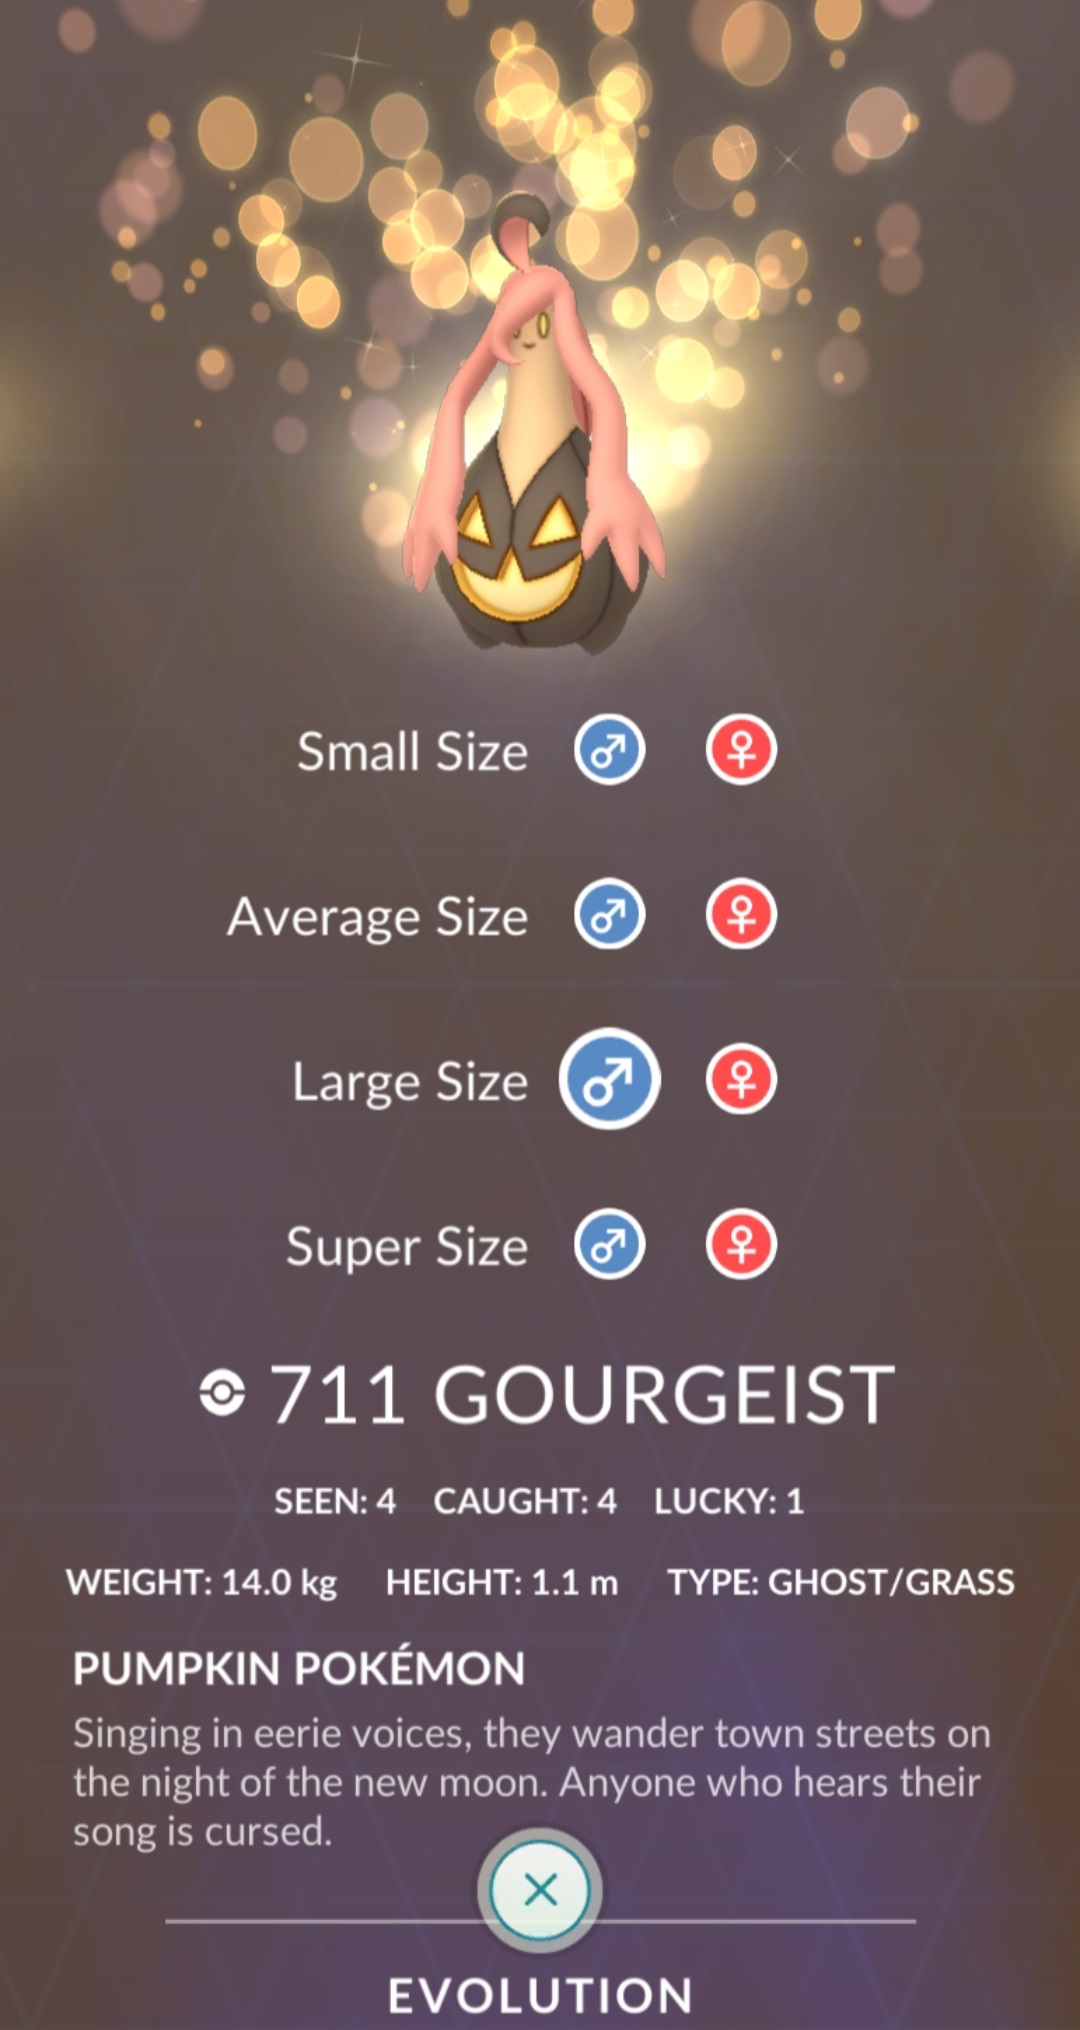 Small Size ♂ ♀
Average Size ♂ ♀
Large Size ♂ ♀
Super Size ♂ ♀
711 GOURGEIST
SEEN: 4 CAUGHT: 4 LUCKY: 1
WEIGHT: 14.0 kg HEIGHT: 1.1 m TYPE: GHOST/GRASS
PUMPKIN POKÉMON
Singing in eerie voices, they wander town streets on
the night of the new moon. Anyone who hears their
song is cursed.
EVOLUTION